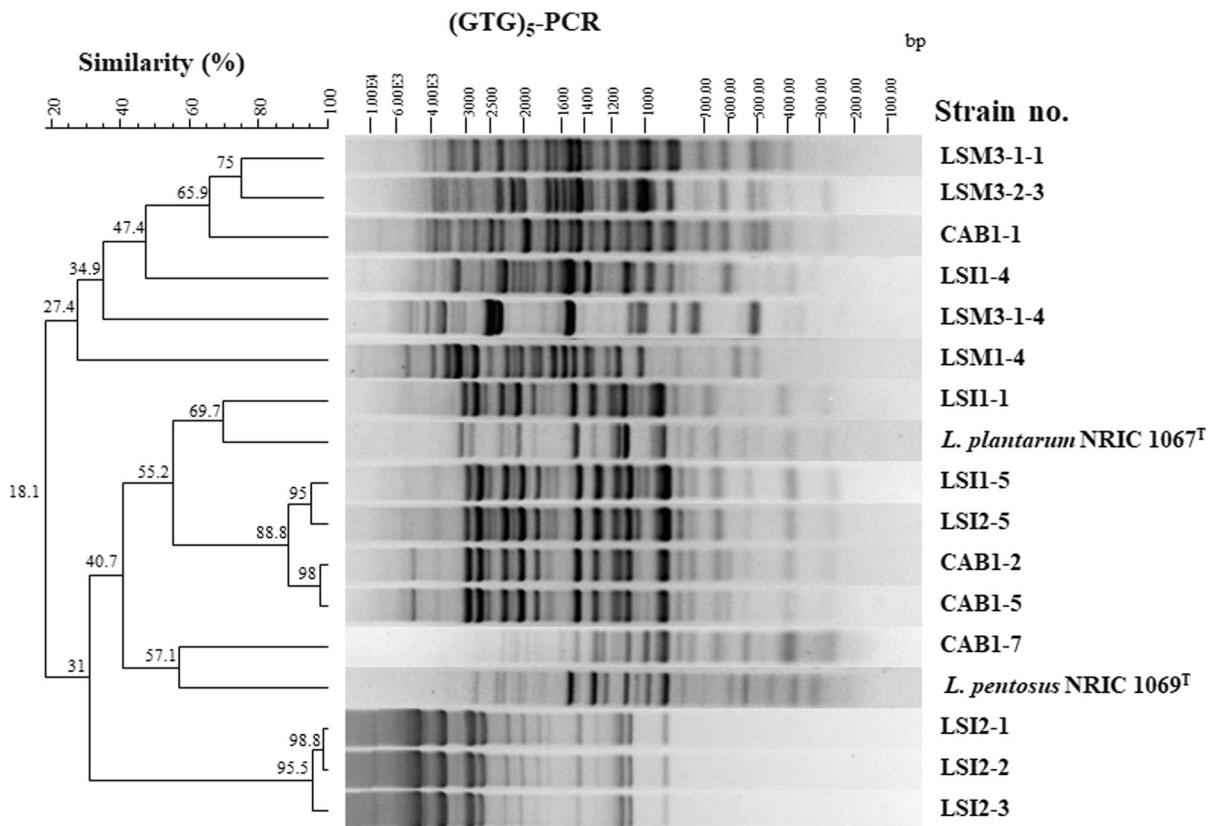 (GTG)5-PCR
bp
Similarity (%)
20 40 60 80 100
1.00E4 6.00E3 4.00E3 3000 2500 2000 1600 1400 1200 1000 700.00 600.00 500.00 400.00 300.00 200.00 100.00
Strain no.
LSM3-1-1
LSM3-2-3
CAB1-1
LSI1-4
LSM3-1-4
LSM1-4
LSI1-1
L. plantarum NRIC 1067T
LSI1-5
LSI2-5
CAB1-2
CAB1-5
CAB1-7
L. pentosus NRIC 1069T
LSI2-1
LSI2-2
LSI2-3
75
65.9
47.4
34.9
27.4
69.7
55.2
18.1
95
88.8
40.7
98
57.1
31
98.8
95.5